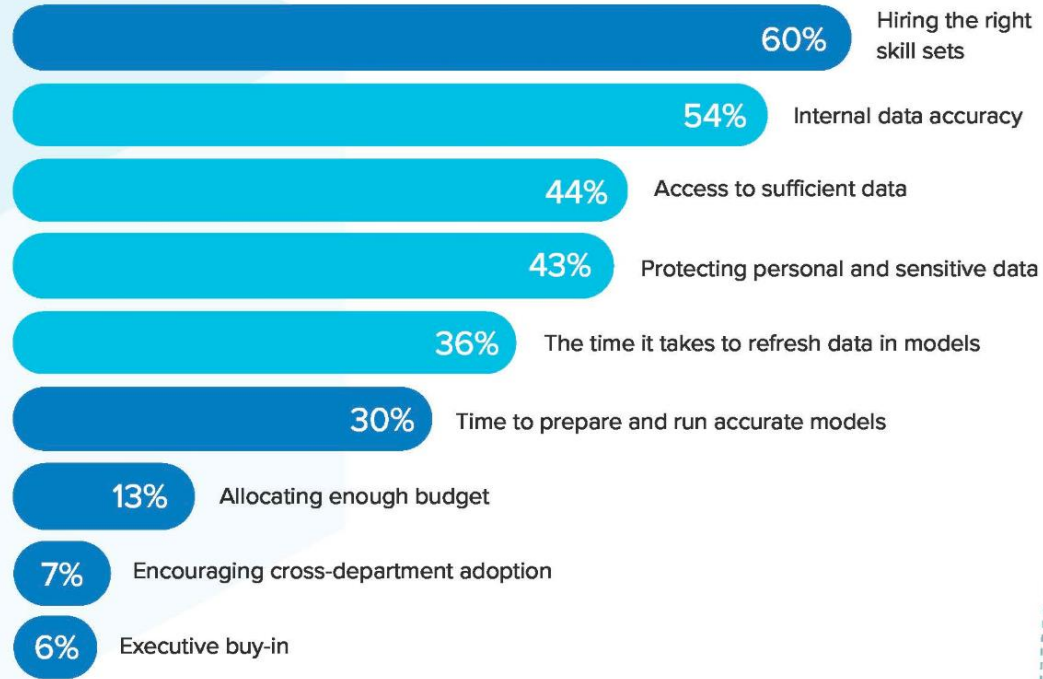 60%
Hiring the right
skill sets
54% Internal data accuracy
44% Access to sufficient data
43% Protecting personal and sensitive data
36% The time it takes to refresh data in models
30% Time to prepare and run accurate models
13% Allocating enough budget
7% Encouraging cross-department adoption
6% Executive buy-in